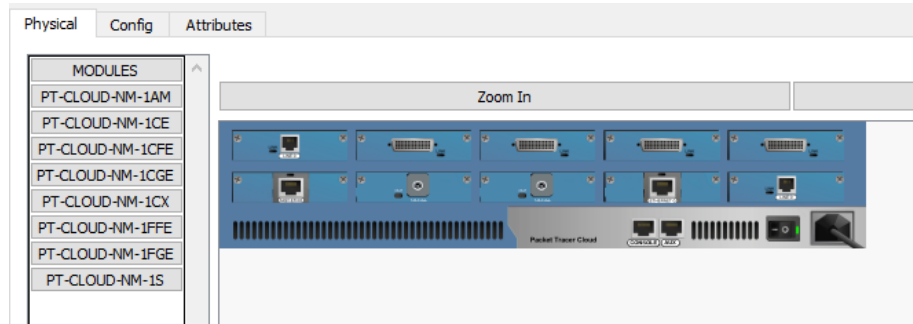 Physical Config Attributes
MODULES
PT-CLOUD-NM-1AM
PT-CLOUD-NM-1CE
PT-CLOUD-NM-1CFE
PT-CLOUD-NM-1CGE
PT-CLOUD-NM-1CX
PT-CLOUD-NM-1FFE
PT-CLOUD-NM-1FGE
PT-CLOUD-NM-1S
Zoom In
Packet Tracer Cloud
CONSOLE AUX